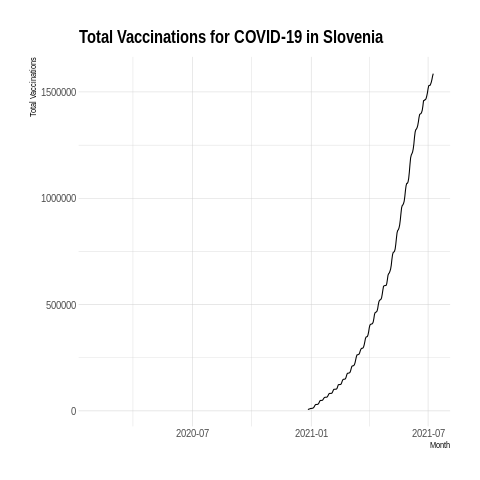 Total Vaccinations for COVID-19 in Slovenia
Total Vaccinations
1500000
1000000
500000
0
2020-07
2021-01
2021-07
Month